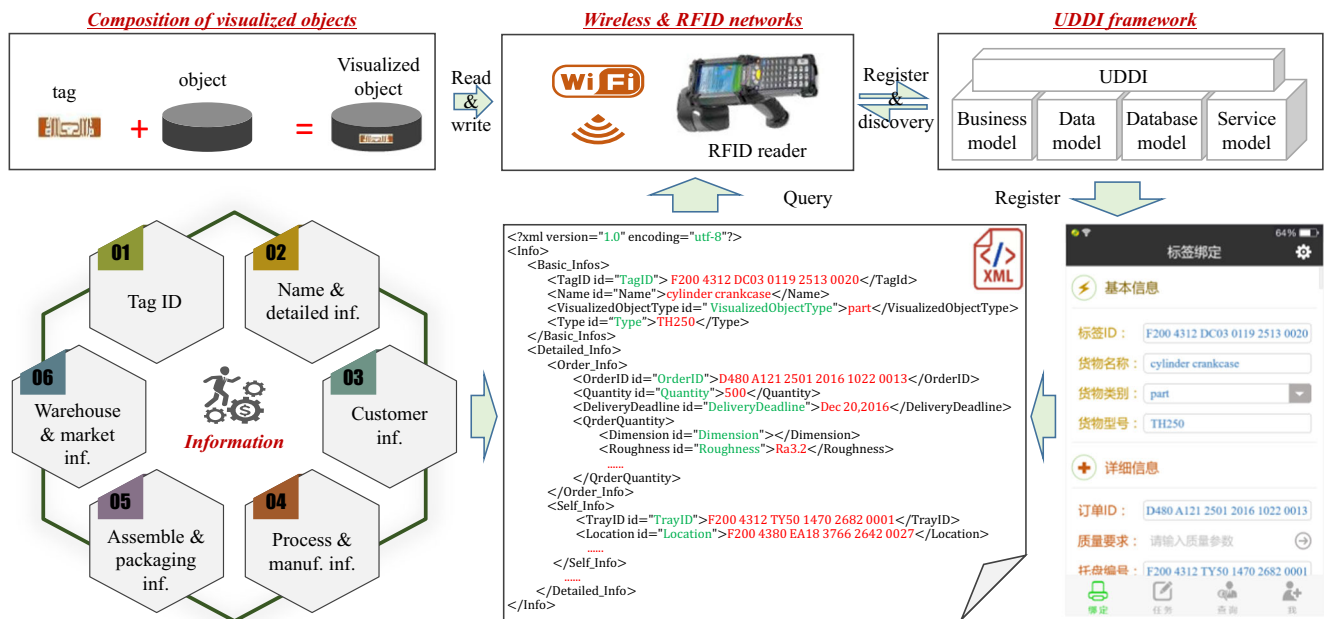 Composition of visualized objects
tag
object
Visualized
object
+
=
Read
&
write
Wireless & RFID networks
WiFi
RFID reader
Register
&
discovery
UDDI framework
UDDI
Business
model
Data
model
Database
model
Service
model
Query
Register
01
Tag ID
02
Name &
detailed inf.
03
Customer
inf.
04
Process &
manuf. inf.
05
Assemble &
packaging
inf.
06
Warehouse
& market
inf.
$
Information
XML
<?xml version="1.0" encoding="utf-8"?>
<Info>
<Basic_Infos>
<TagID id="TagID"> F200 4312 DC03 0119 2513 0020</TagId>
<Name id="Name">cylinder crankcase</Name>
<VisualizedObjectType id=" VisualizedObjectType">part</VisualizedObjectType>
<Type id=“Type">TH250</Type>
</Basic_Infos>
<Detailed_Info>
<Order_Info>
<OrderID id="OrderID">D480 A121 2501 2016 1022 0013</OrderID>
<Quantity id="Quantity">500</Quantity>
<DeliveryDeadline id="DeliveryDeadline">Dec 20,2016</DeliveryDeadline>
<QrderQuantity>
<Dimension id="Dimension"></Dimension>
<Roughness id="Roughness">Ra3.2</Roughness>
......
</QrderQuantity>
</Order_Info>
<Self_Info>
<TrayID id="TrayID">F200 4312 TY50 1470 2682 0001</TrayID>
<Location id="Location">F200 4380 EA18 3766 2642 0027</Location>
......
</Self_Info>
......
</Detailed_Info>
</Info>
64%
标签绑定
基本信息
标签ID： F200 4312 DC03 0119 2513 0020
货物名称： cylinder crankcase
货物类别： part
货物型号： TH250
详细信息
订单ID： D480 A121 2501 2016 1022 0013
质量要求： 请输入质量参数
托盘编号： F200 4312 TY50 1470 2682 0001
绑定 任务 查询 我